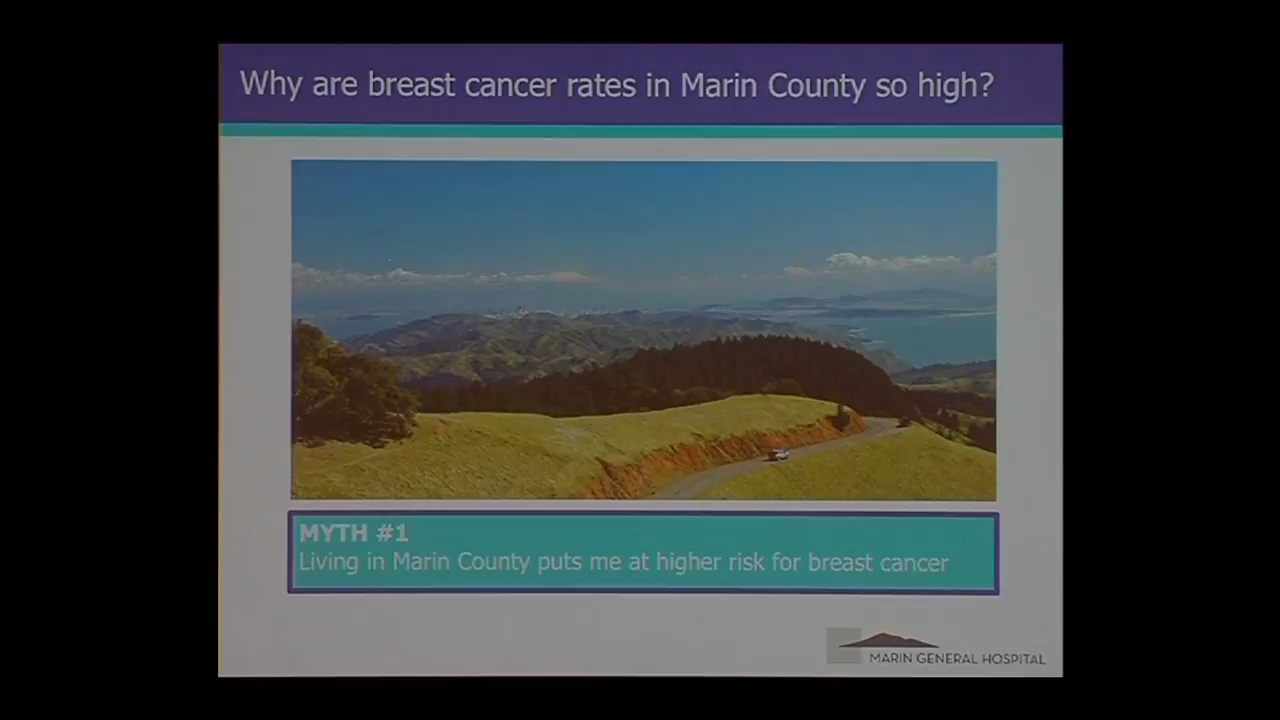 Why are breast cancer rates in Marin County so high?
MYTH #1
Living in Marin County puts me at higher risk for breast cancer
MARIN GENERAL HOSPITAL